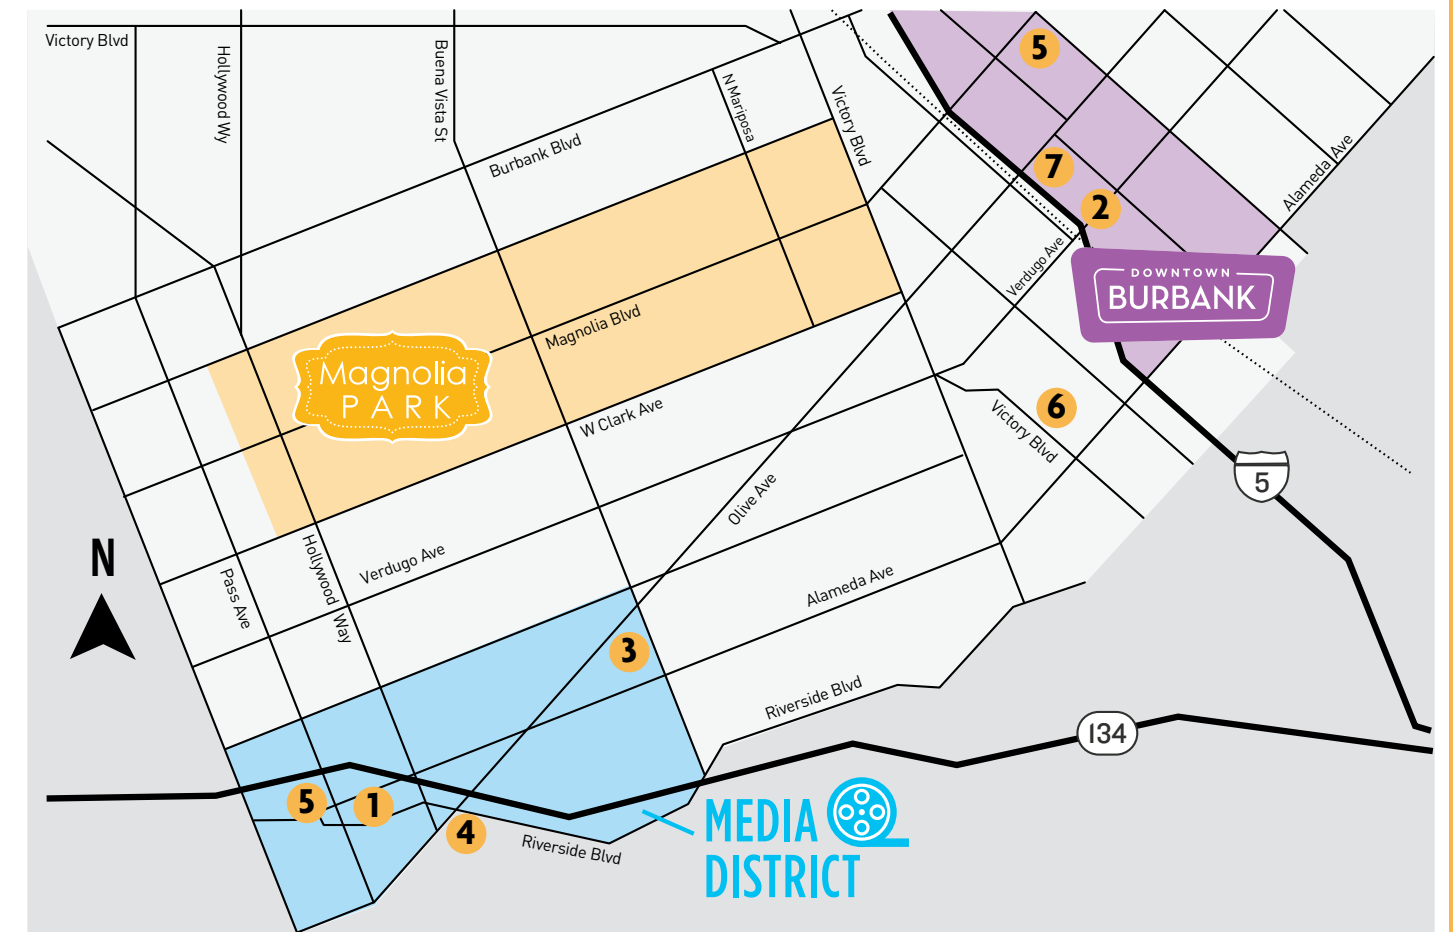 Victory Blvd
Hollywood Wy
Buena Vista St
N Mariposa
Victory Blvd
Burbank Blvd
5
7
2
Alameda Ave
Verdugo Ave
DOWNTOWN
BURBANK
Magnolia Blvd
Magnolia
PARK
W Clark Ave
6
Victory Blvd
5
Olive Ave
N
Hollywood Way
Verdugo Ave
Pass Ave
Alameda Ave
3
Riverside Blvd
134
5
1
4
Riverside Blvd
MEDIA
DISTRICT